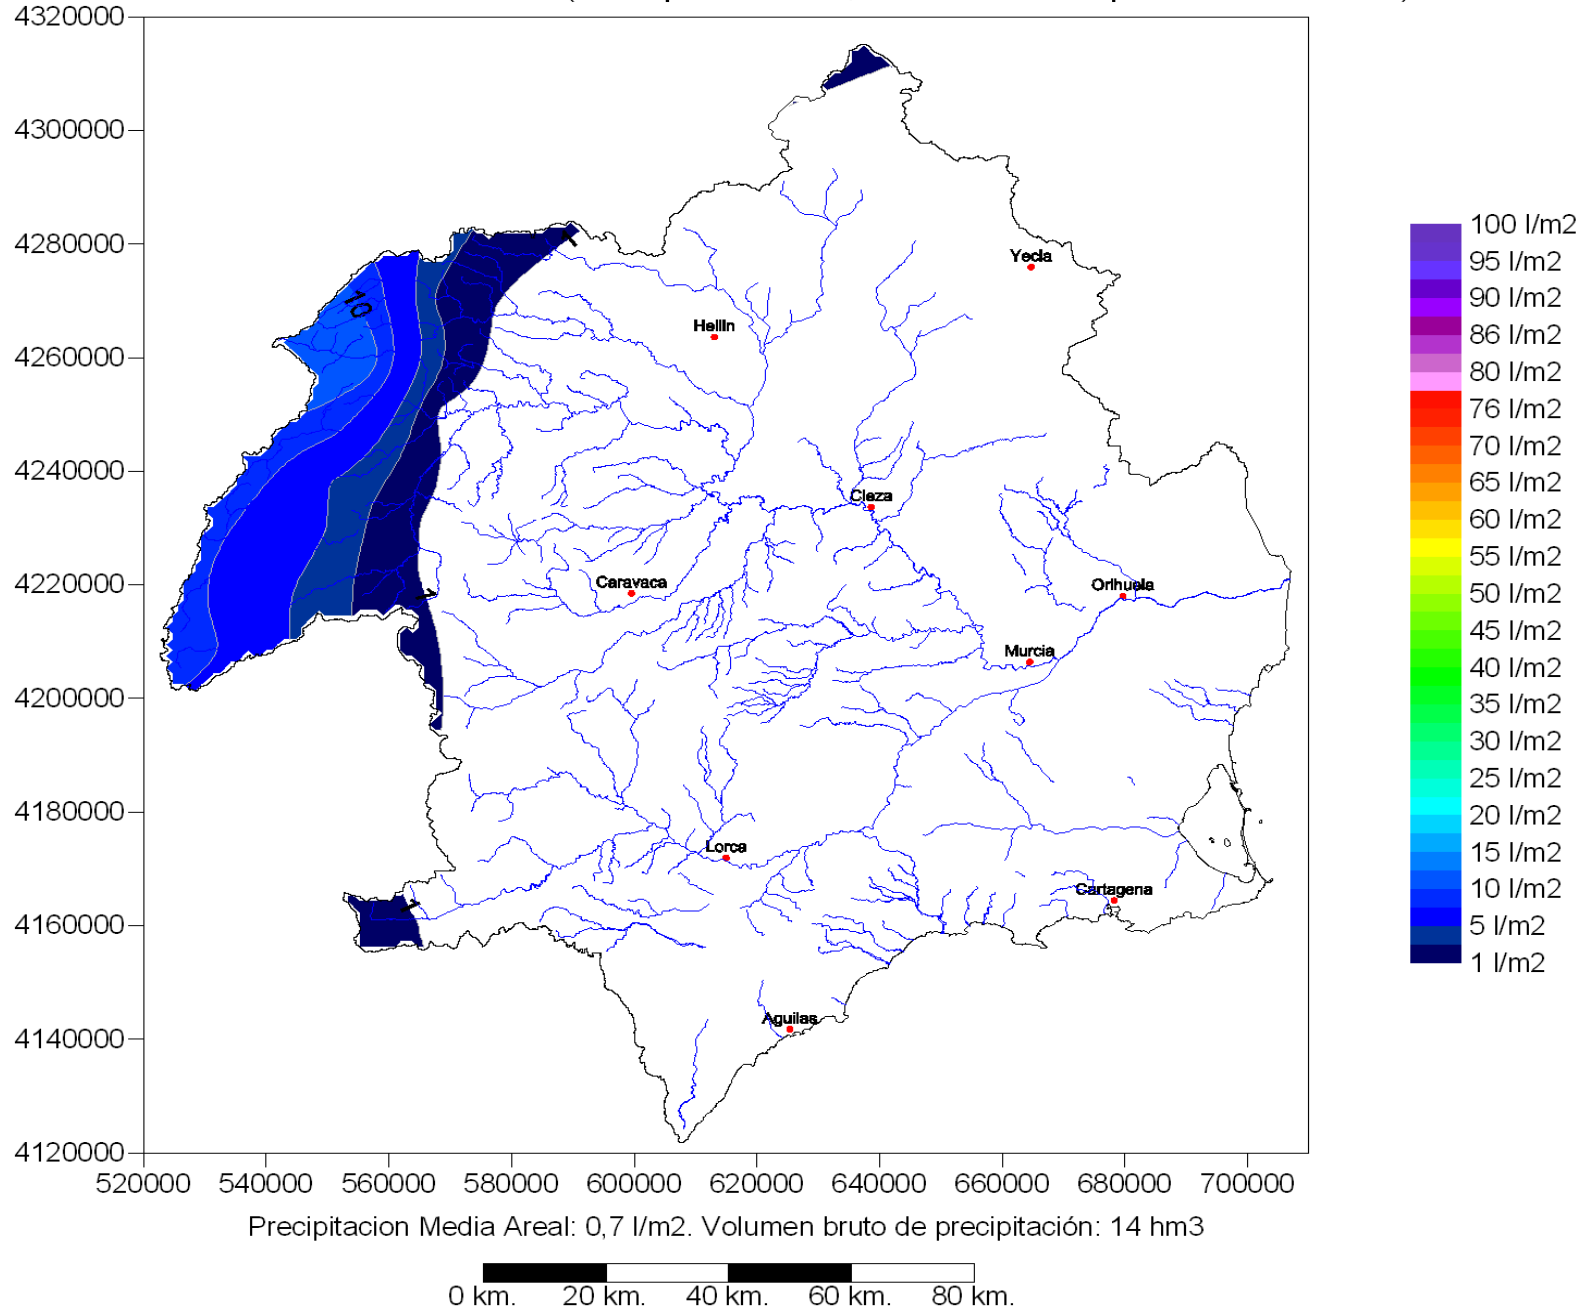 4320000
4300000
4280000
4260000
4240000
4220000
4200000
4180000
4160000
4140000
4120000
520000 540000 560000 580000 600000 620000 640000 660000 680000 700000
1
10
Yecla
Hellin
Cieza
Caravaca
Orihuela
1
Murcia
Lorca
Cartagena
1
Aguilas
100 l/m2
95 l/m2
90 l/m2
86 l/m2
80 l/m2
76 l/m2
70 l/m2
65 l/m2
60 l/m2
55 l/m2
50 l/m2
45 l/m2
40 l/m2
35 l/m2
30 l/m2
25 l/m2
20 l/m2
15 l/m2
10 l/m2
5 l/m2
1 l/m2
Precipitacion Media Areal: 0,7 l/m2. Volumen bruto de precipitación: 14 hm3
0 km. 20 km. 40 km. 60 km. 80 km.